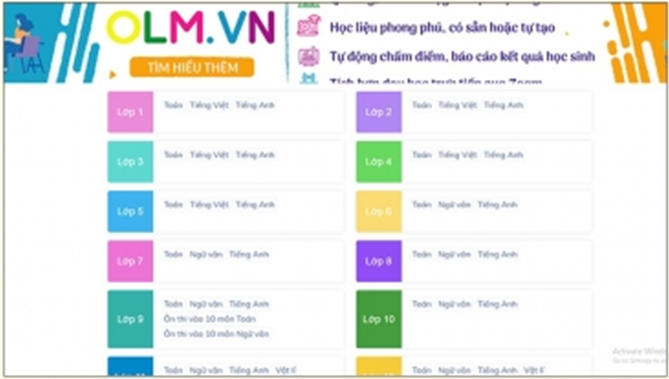 OLM.VN
TÌM HIỂU THÊM
Học liệu phong phú, có sẵn hoặc tự tạo
Tự động chấm điểm, báo cáo kết quả học sinh
Tích hợp dạy học trực tiếp qua Zoom
Lớp 1
Toán Tiếng Việt Tiếng Anh
Lớp 2
Toán Tiếng Việt Tiếng Anh
Lớp 3
Toán Tiếng Việt Tiếng Anh
Lớp 4
Toán Tiếng Việt Tiếng Anh
Lớp 5
Toán Tiếng Việt Tiếng Anh
Lớp 6
Toán Ngữ văn Tiếng Anh
Lớp 7
Toán Ngữ văn Tiếng Anh
Lớp 8
Toán Ngữ văn Tiếng Anh
Lớp 9
Toán Ngữ văn Tiếng Anh
Ôn thi vào 10 môn Toán
Ôn thi vào 10 môn Ngữ văn
Lớp 10
Toán Ngữ văn Tiếng Anh
Toán Ngữ văn Tiếng Anh Vật lí
Toán Ngữ văn Tiếng Anh Vật lí
Activate Windo